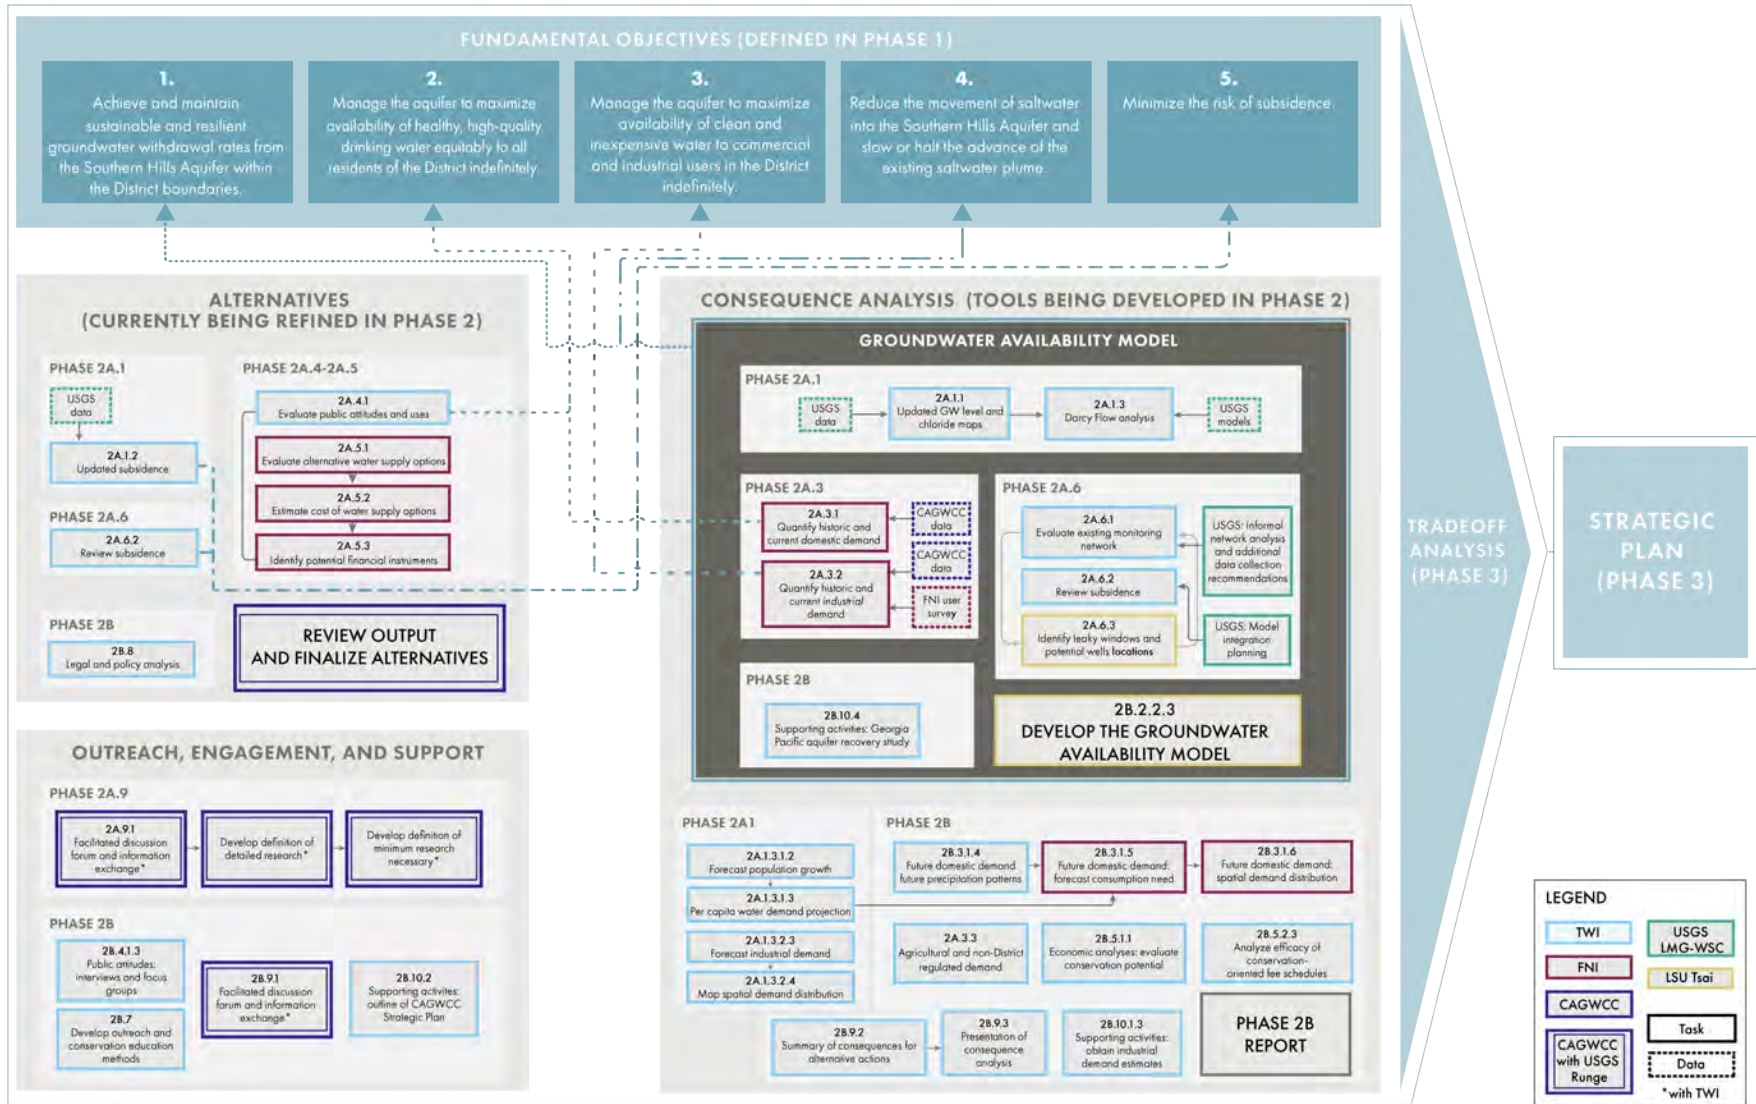 FUNDAMENTAL OBJECTIVES (DEFINED IN PHASE 1)
1.
Achieve and maintain
sustainable and resilient
groundwater withdrawal rates from
the Southern Hills Aquifer within
the District boundaries.
2.
Manage the aquifer to maximize
availability of healthy, high-quality
drinking water equitably to all
residents of the District indefinitely.
3.
Manage the aquifer to maximize
availability of clean and
inexpensive water to commercial
and industrial users in the District
indefinitely.
4.
Reduce the movement of saltwater
into the Southern Hills Aquifer and
slow or halt the advance of the
existing saltwater plume.
5.
Minimize the risk of subsidence.
ALTERNATIVES
(CURRENTLY BEING REFINED IN PHASE 2)
PHASE 2A.1
USGS
data
2A.1.2
Updated subsidence
PHASE 2A.6
2A.6.2
Review subsidence
PHASE 2B
2B.8
Legal and policy analysis
PHASE 2A.4-2A.5
2A.4.1
Evaluate public attitudes and uses
2A.5.1
Evaluate alternative water supply options
2A.5.2
Estimate cost of water supply options
2A.5.3
Identify potential financial instruments
REVIEW OUTPUT
AND FINALIZE ALTERNATIVES
OUTREACH, ENGAGEMENT, AND SUPPORT
PHASE 2A.9
2A.9.1
Facilitated discussion
forum and information
exchange*
Develop definition of
detailed research*
Develop definition of
minimum research
necessary*
PHASE 2B
2B.4.1.3
Public attitudes:
interviews and focus
groups
2B.7
Develop outreach and
conservation education
methods
2B.9.1
Facilitated discussion
forum and information
exchange*
2B.10.2
Supporting activites:
outline of CAGWCC
Strategic Plan
CONSEQUENCE ANALYSIS (TOOLS BEING DEVELOPED IN PHASE 2)
GROUNDWATER AVAILABILITY MODEL
PHASE 2A.1
USGS
data
2A.1.1
Updated GW level and
chloride maps
2A.1.3
Darcy Flow analysis
USGS
models
PHASE 2A.3
2A.3.1
Quantify historic and
current domestic demand
CAGWCC
data
CAGWCC
data
2A.3.2
Quantify historic and
current industrial
demand
FNI user
survey
PHASE 2A.6
2A.6.1
Evaluate existing monitoring
network
2A.6.2
Review subsidence
2A.6.3
Identify leaky windows and
potential wells locations
USGS: Informal
network analysis
and additional
data collection
recommendations
USGS: Model
integration
planning
PHASE 2B
2B.10.4
Supporting activities: Georgia
Pacific aquifer recovery study
2B.2.2.3
DEVELOP THE GROUNDWATER
AVAILABILITY MODEL
PHASE 2A1
2A.1.3.1.2
Forecast population growth
2A.1.3.1.3
Per capita water demand projection
2A.1.3.2.3
Forecast industrial demand
2A.1.3.2.4
Map spatial demand distribution
PHASE 2B
2B.3.1.4
Future domestic demand
future precipitation patterns
2B.3.1.5
Future domestic demand:
forecast consumption need
2B.3.1.6
Future domestic demand:
spatial demand distribution
2A.3.3
Agricultural and non-District
regulated demand
2B.5.1.1
Economic analyses: evaluate
conservation potential
2B.5.2.3
Analyze efficacy of
conservation-
oriented fee schedules
2B.9.2
Summary of consequences for
alternative actions
2B.9.3
Presentation of
consequence
analysis
2B.10.1.3
Supporting activities:
obtain industrial
demand estimates
PHASE 2B
REPORT
TRADEOFF
ANALYSIS
(PHASE 3)
STRATEGIC
PLAN
(PHASE 3)
LEGEND
TWI
FNI
CAGWCC
CAGWCC
with USGS
Runge
USGS
LMG-WSC
LSU Tsai
Task
Data
*with TWI